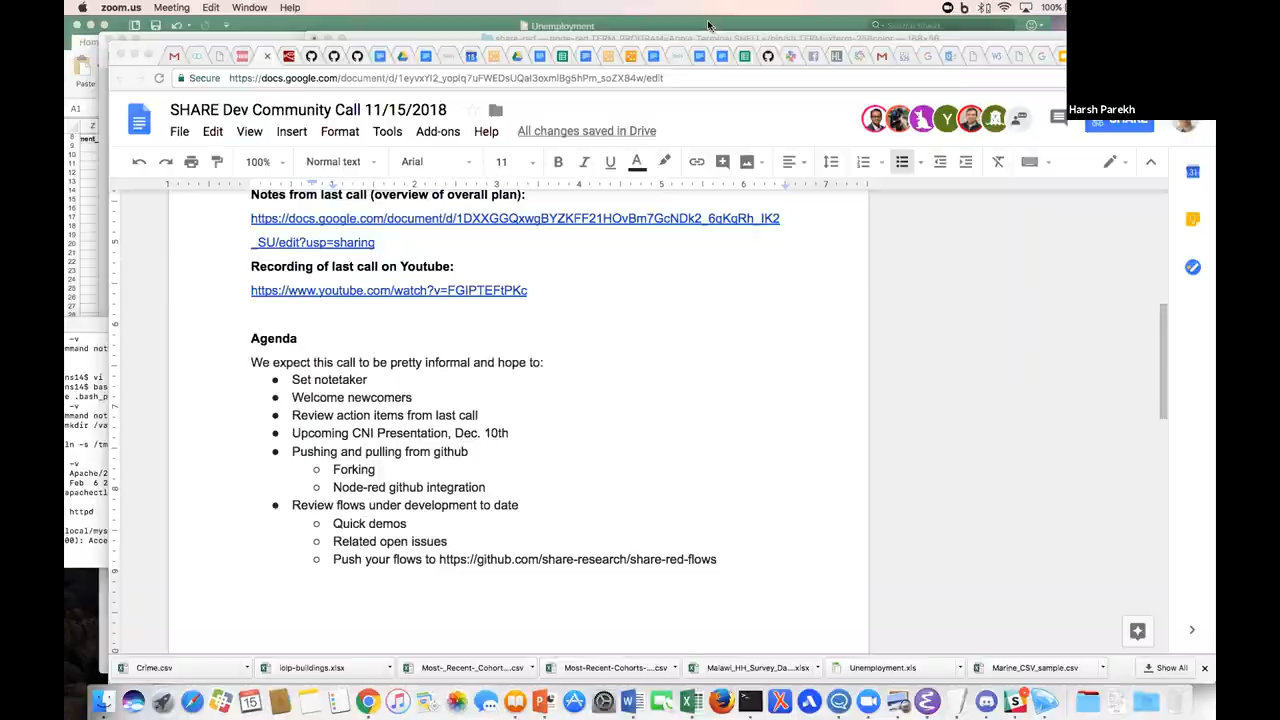 zoom.us Meeting Edit Window Help
100%
Unemployment
Secure https://docs.google.com/document/d/1eyvxYI2_yoplq7uFWEDsUQaI3oxmlBg5hPm_soZX84w/edit
Harsh Parekh
Paste
A1
SHARE Dev Community Call 11/15/2018
File Edit View Insert Format Tools Add-ons Help All changes saved in Drive
SHARE
100% Normal text Arial 11
Notes from last call (overview of overall plan):
https://docs.google.com/document/d/1DXXGGQxwgBYZKFF21HOvBm7GcNDk2_6qKqRh_IK2
_SU/edit?usp=sharing
Recording of last call on Youtube:
https://www.youtube.com/watch?v=FGIPTEFtPKc
Agenda
We expect this call to be pretty informal and hope to:
● Set notetaker
● Welcome newcomers
● Review action items from last call
● Upcoming CNI Presentation, Dec. 10th
● Pushing and pulling from github
○ Forking
○ Node-red github integration
● Review flows under development to date
○ Quick demos
○ Related open issues
○ Push your flows to https://github.com/share-research/share-red-flows
Crime.csv ioip-buildings.xlsx Most-_Recent-_Cohort....csv Most-Recent-Cohorts-....csv Malawi_HH_Survey_Da....xlsx Unemployment.xls Marine_CSV_sample.csv Show All